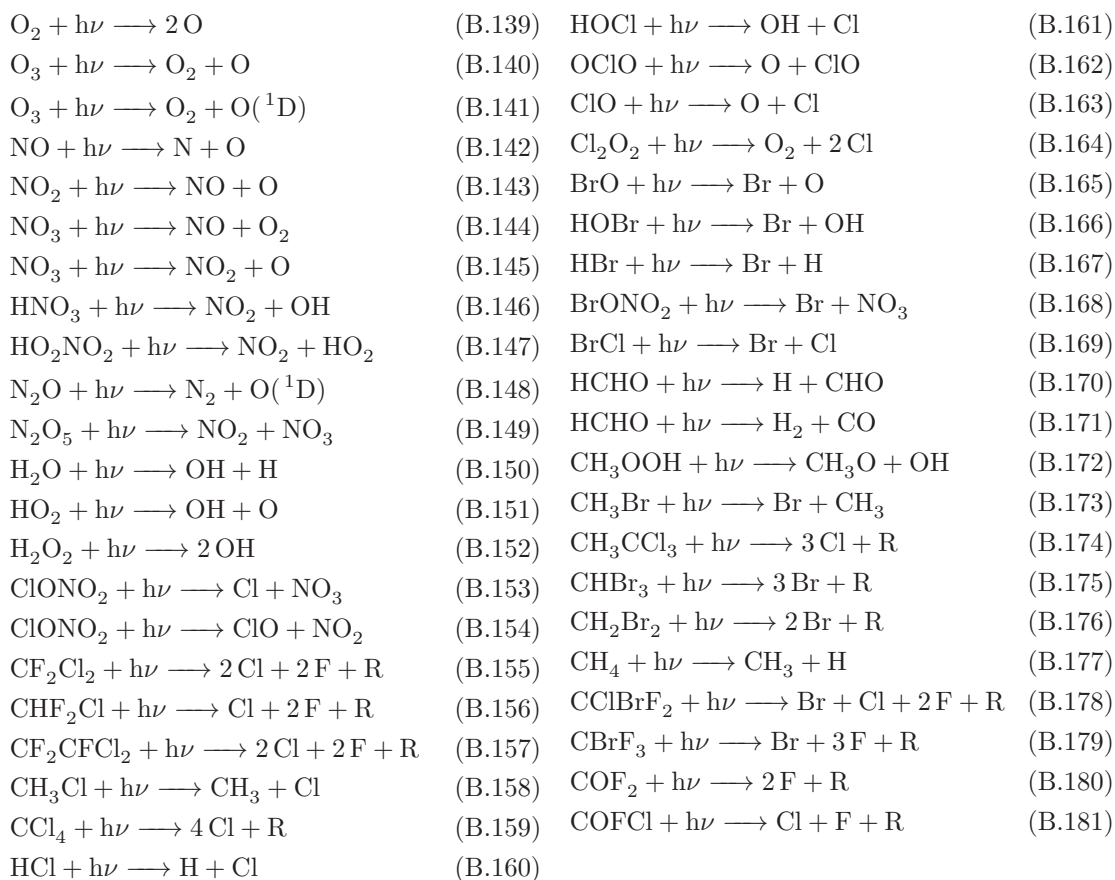 O₂ + hν ⟶ 2 O (B.139)
O₃ + hν ⟶ O₂ + O (B.140)
O₃ + hν ⟶ O₂ + O(¹D) (B.141)
NO + hν ⟶ N + O (B.142)
NO₂ + hν ⟶ NO + O (B.143)
NO₃ + hν ⟶ NO + O₂ (B.144)
NO₃ + hν ⟶ NO₂ + O (B.145)
HNO₃ + hν ⟶ NO₂ + OH (B.146)
HO₂NO₂ + hν ⟶ NO₂ + HO₂ (B.147)
N₂O + hν ⟶ N₂ + O(¹D) (B.148)
N₂O₅ + hν ⟶ NO₂ + NO₃ (B.149)
H₂O + hν ⟶ OH + H (B.150)
HO₂ + hν ⟶ OH + O (B.151)
H₂O₂ + hν ⟶ 2 OH (B.152)
ClONO₂ + hν ⟶ Cl + NO₃ (B.153)
ClONO₂ + hν ⟶ ClO + NO₂ (B.154)
CF₂Cl₂ + hν ⟶ 2 Cl + 2 F + R (B.155)
CHF₂Cl + hν ⟶ Cl + 2 F + R (B.156)
CF₂CFCl₂ + hν ⟶ 2 Cl + 2 F + R (B.157)
CH₃Cl + hν ⟶ CH₃ + Cl (B.158)
CCl₄ + hν ⟶ 4 Cl + R (B.159)
HCl + hν ⟶ H + Cl (B.160)
HOCl + hν ⟶ OH + Cl (B.161)
OClO + hν ⟶ O + ClO (B.162)
ClO + hν ⟶ O + Cl (B.163)
Cl₂O₂ + hν ⟶ O₂ + 2 Cl (B.164)
BrO + hν ⟶ Br + O (B.165)
HOBr + hν ⟶ Br + OH (B.166)
HBr + hν ⟶ Br + H (B.167)
BrONO₂ + hν ⟶ Br + NO₃ (B.168)
BrCl + hν ⟶ Br + Cl (B.169)
HCHO + hν ⟶ H + CHO (B.170)
HCHO + hν ⟶ H₂ + CO (B.171)
CH₃OOH + hν ⟶ CH₃O + OH (B.172)
CH₃Br + hν ⟶ Br + CH₃ (B.173)
CH₃CCl₃ + hν ⟶ 3 Cl + R (B.174)
CHBr₃ + hν ⟶ 3 Br + R (B.175)
CH₂Br₂ + hν ⟶ 2 Br + R (B.176)
CH₄ + hν ⟶ CH₃ + H (B.177)
CClBrF₂ + hν ⟶ Br + Cl + 2 F + R (B.178)
CBrF₃ + hν ⟶ Br + 3 F + R (B.179)
COF₂ + hν ⟶ 2 F + R (B.180)
COFCl + hν ⟶ Cl + F + R (B.181)